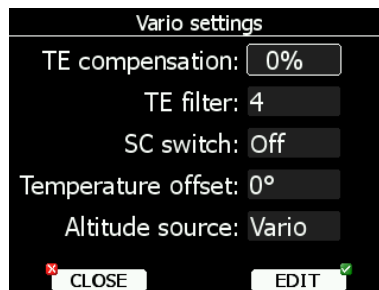 Vario settings
TE compensation: 0%
TE filter: 4
SC switch: Off
Temperature offset: 0°
Altitude source: Vario
CLOSE EDIT